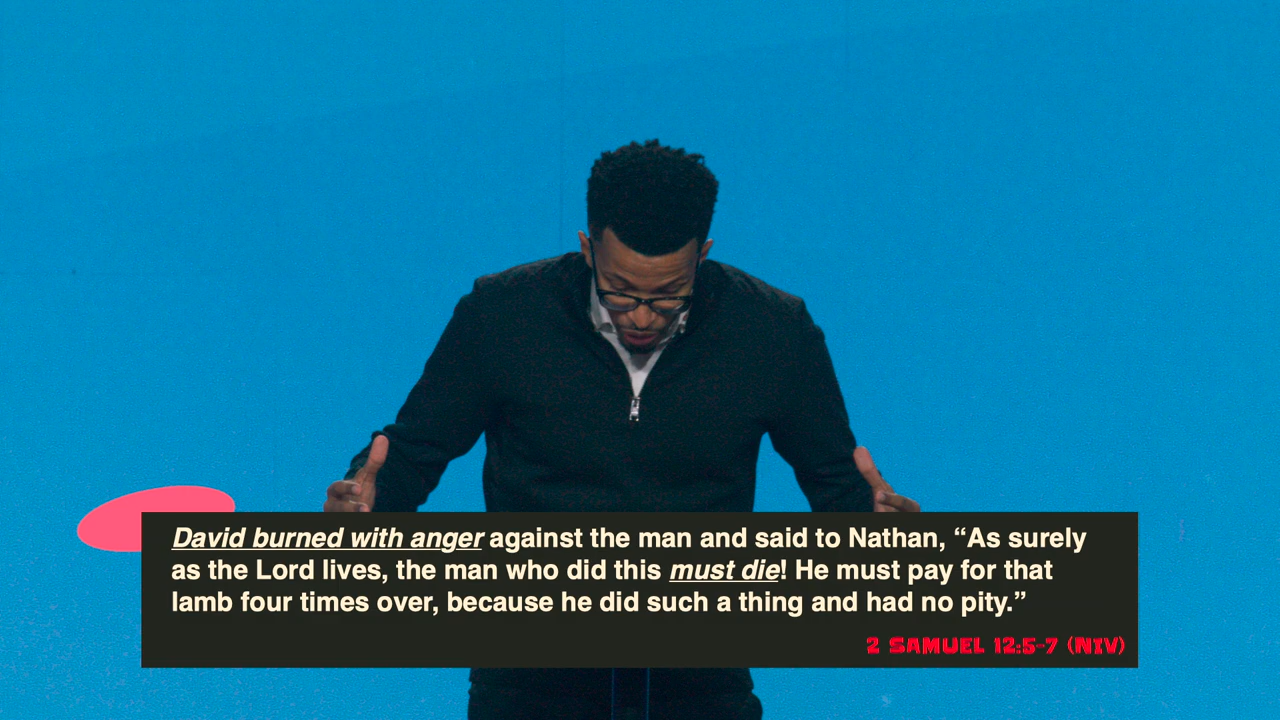 David burned with anger against the man and said to Nathan, “As surely
as the Lord lives, the man who did this must die! He must pay for that
lamb four times over, because he did such a thing and had no pity.”
2 SAMUEL 12:5-7 (NIV)